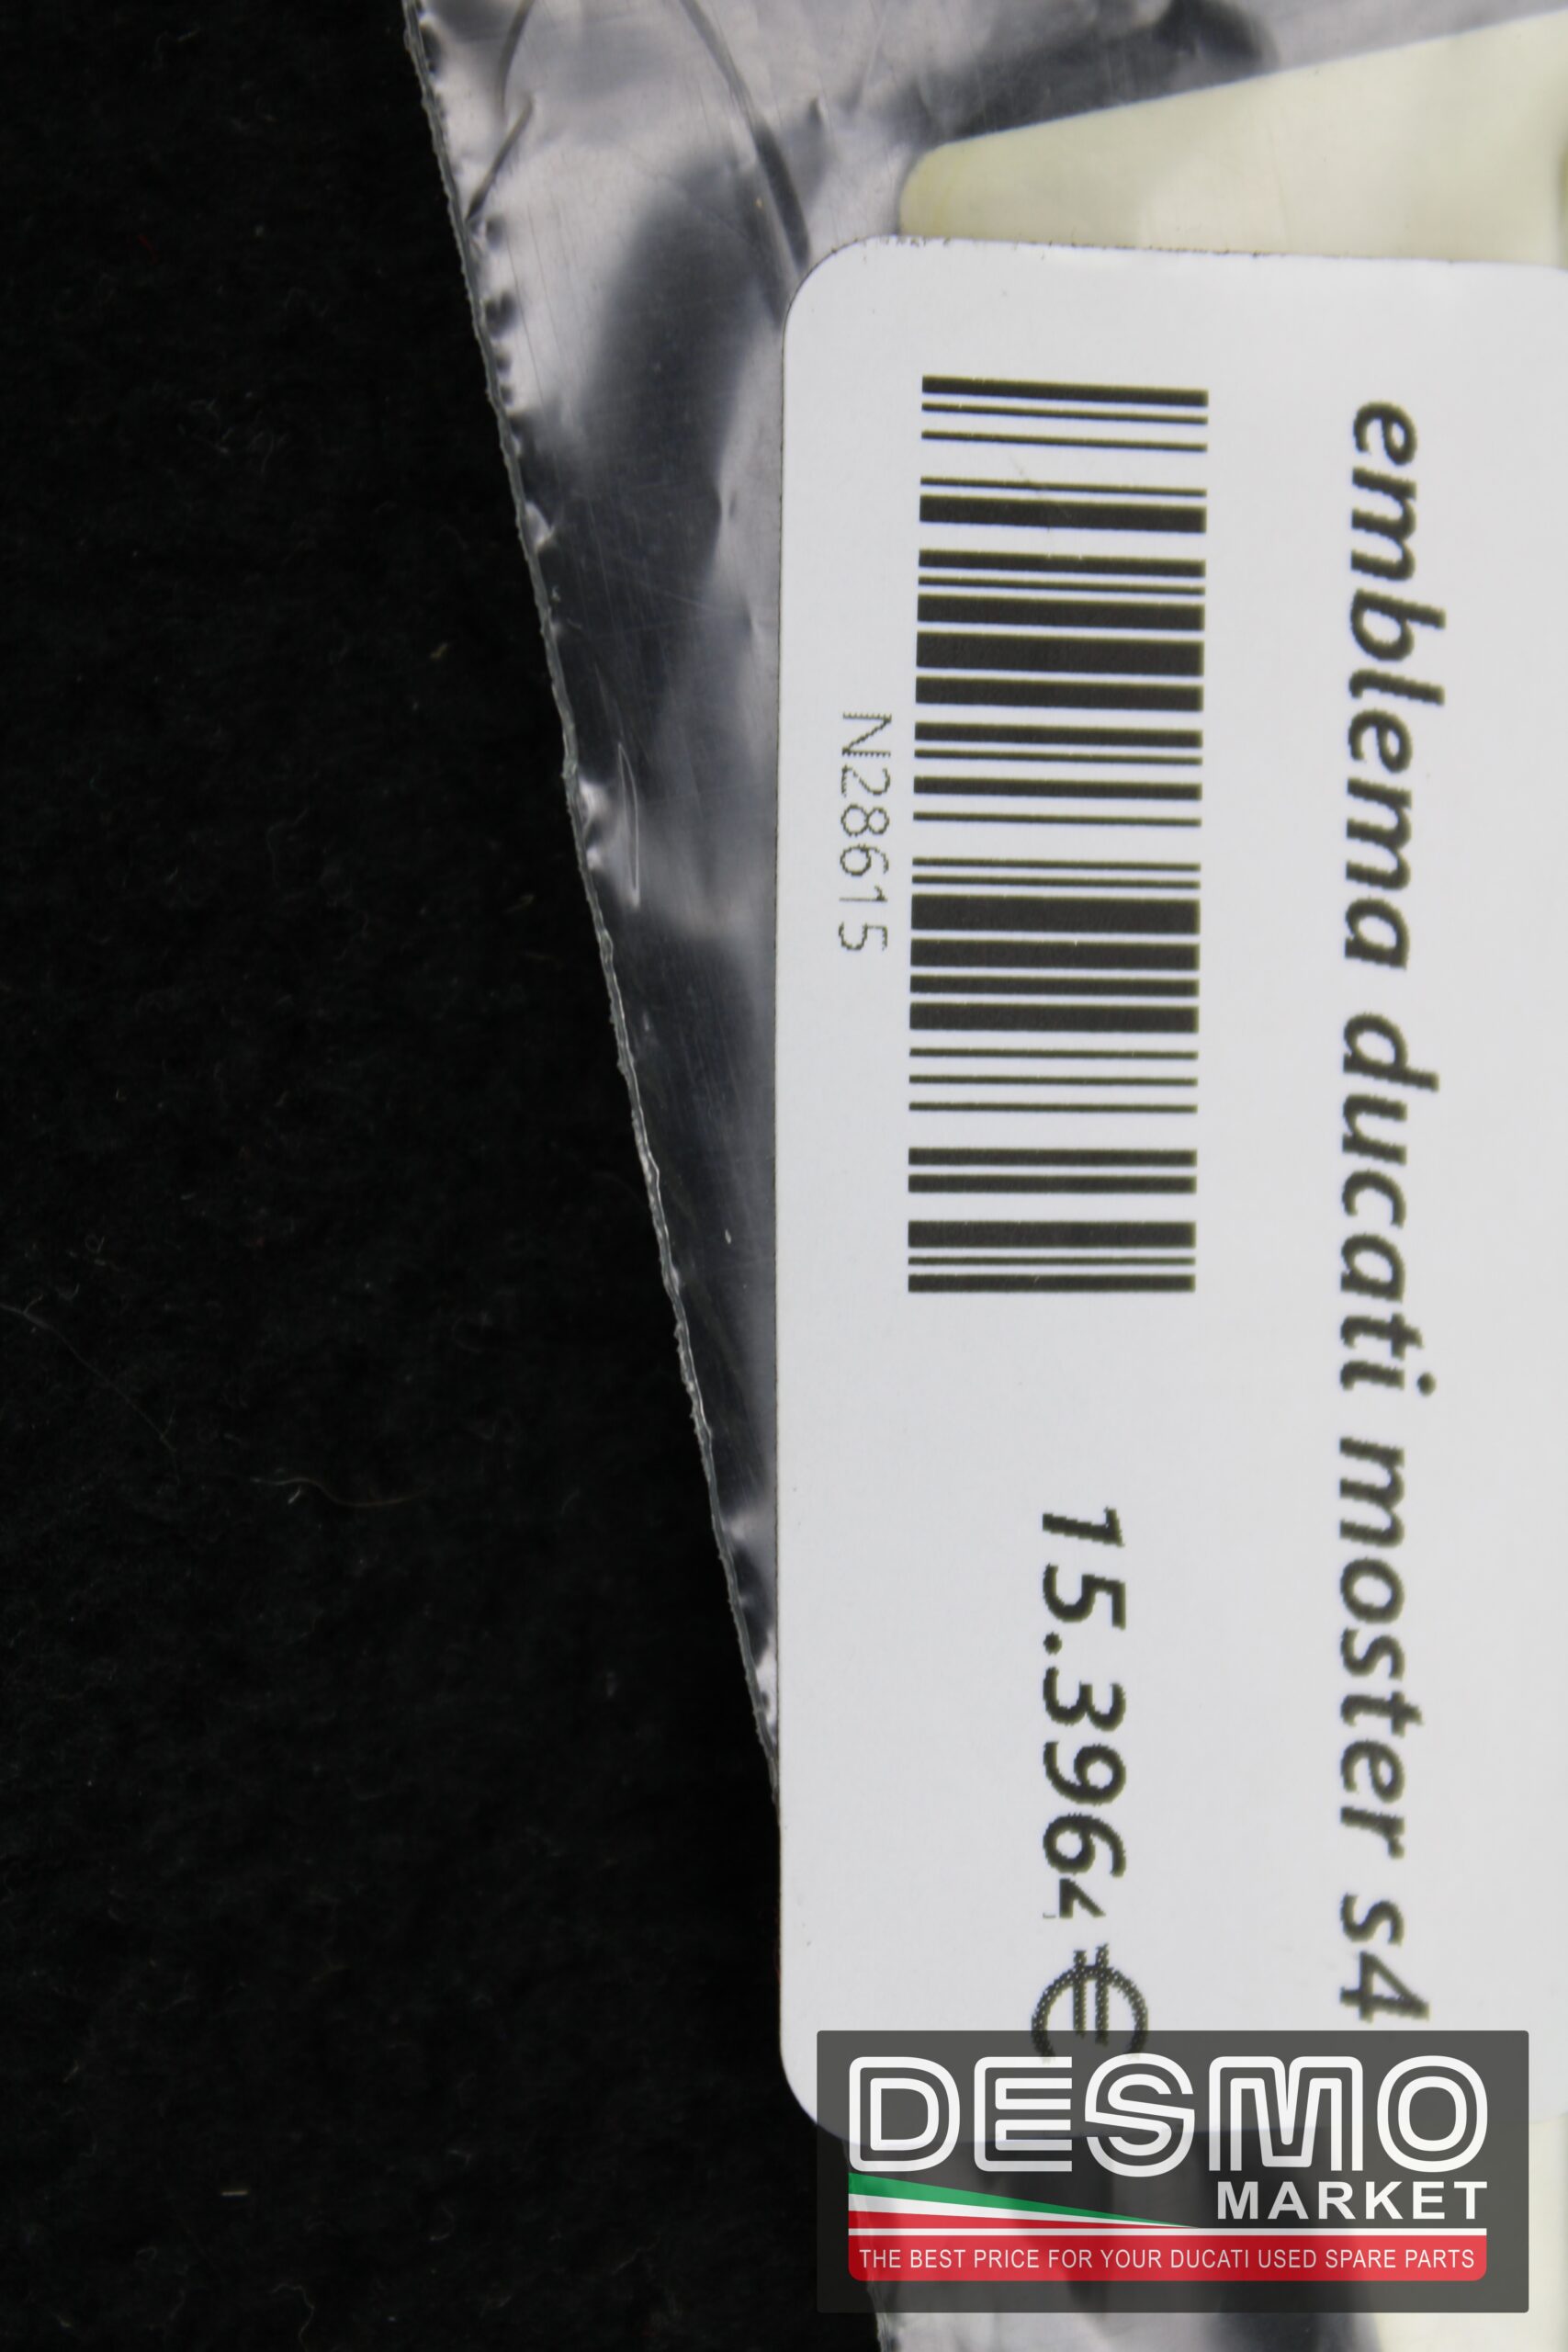 emblema ducati moster s4
15.396 €
N28615
DESMO
MARKET
THE BEST PRICE FOR YOUR DUCATI USED SPARE PARTS